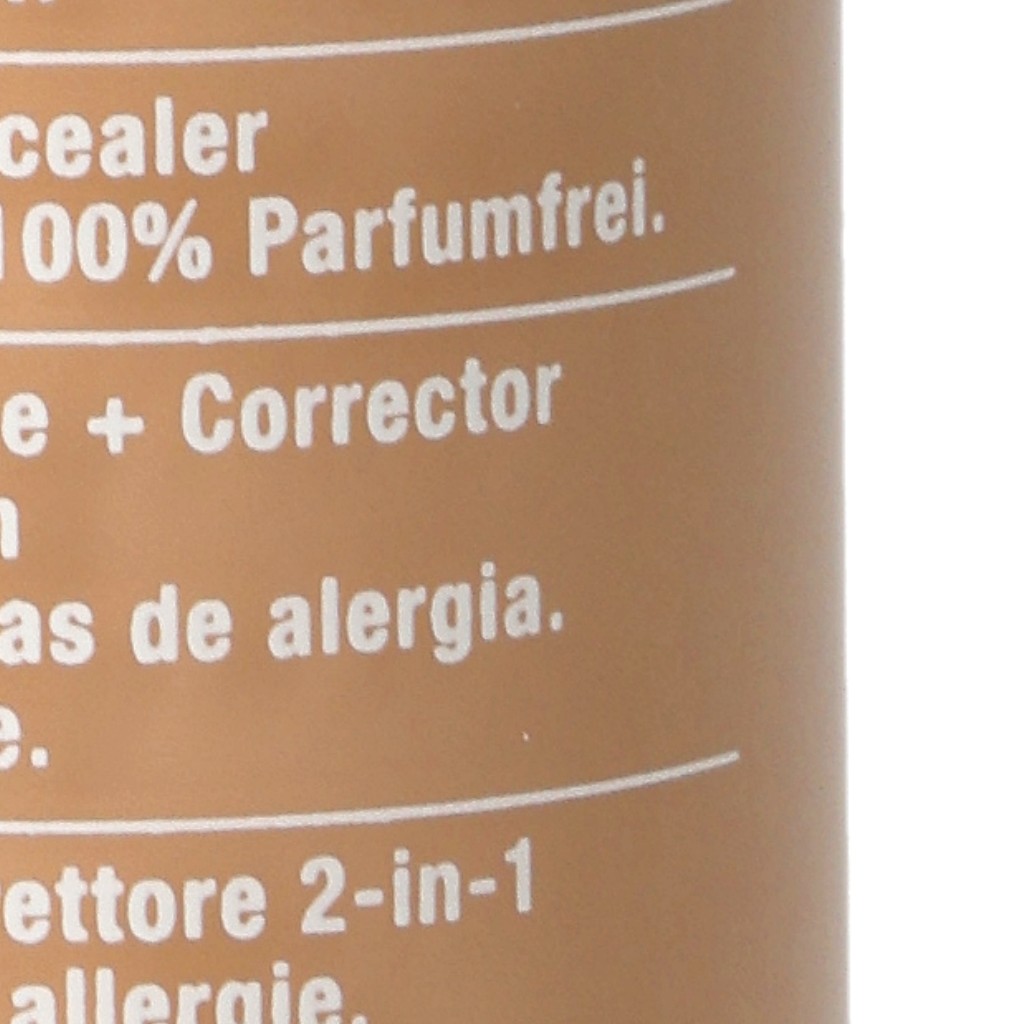 cealer
100% Parfumfrei.
e + Corrector
as de alergia.
e.
ettore 2-in-1
allergie.